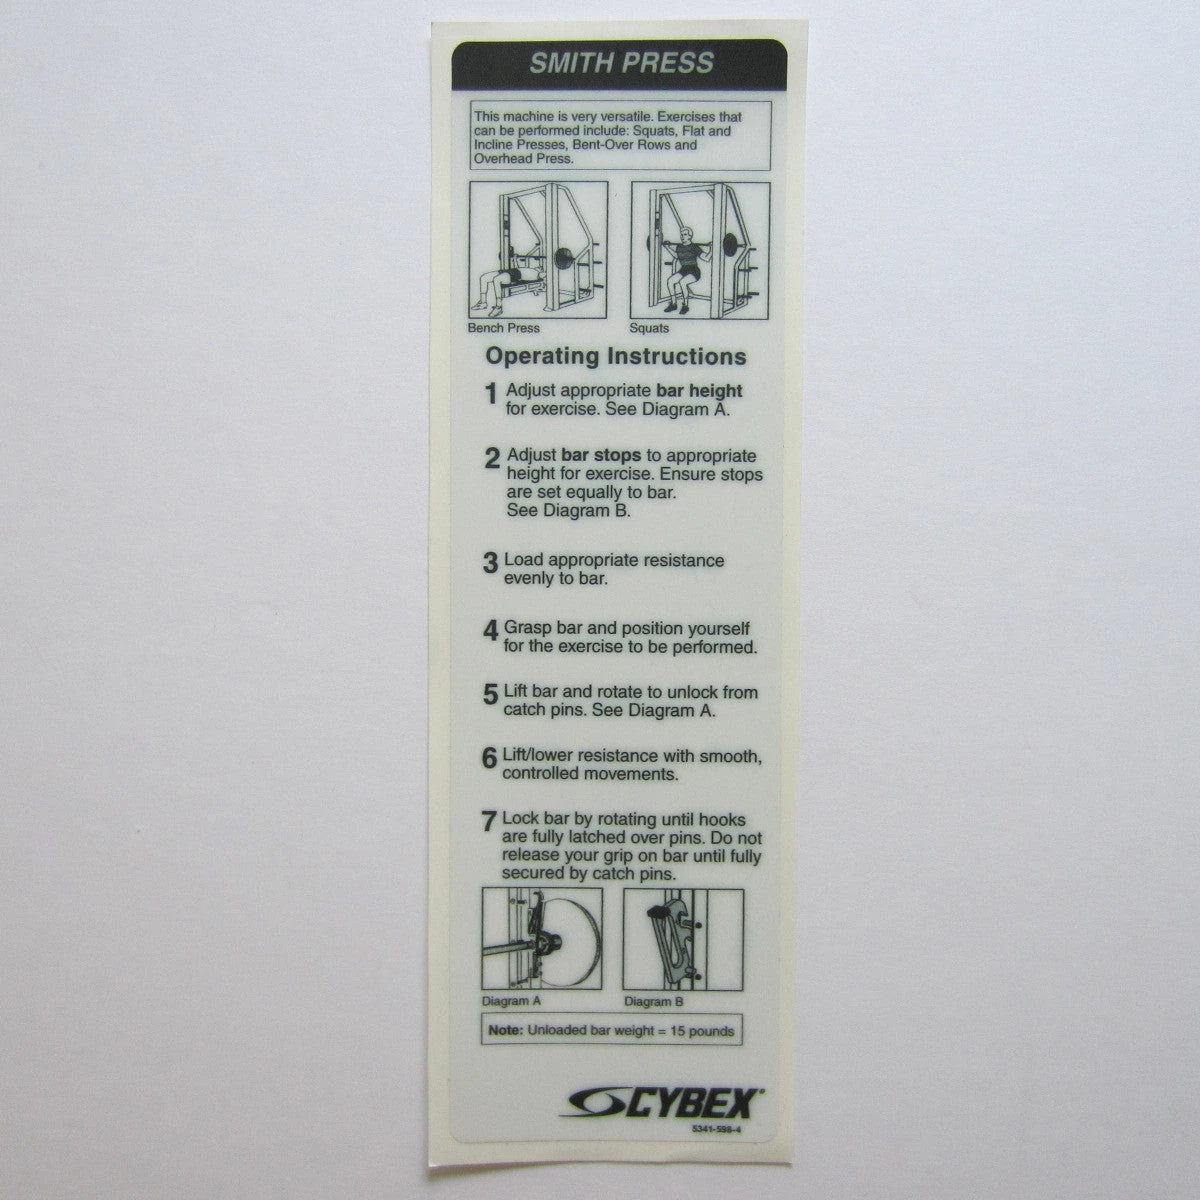 SMITH PRESS
This machine is very versatile. Exercises that
can be performed include: Squats, Flat and
Incline Presses, Bent-Over Rows and
Overhead Press.
Bench Press
Squats
Operating Instructions
1 Adjust appropriate bar height
for exercise. See Diagram A.
2 Adjust bar stops to appropriate
height for exercise. Ensure stops
are set equally to bar.
See Diagram B.
3 Load appropriate resistance
evenly to bar.
4 Grasp bar and position yourself
for the exercise to be performed.
5 Lift bar and rotate to unlock from
catch pins. See Diagram A.
6 Lift/lower resistance with smooth,
controlled movements.
7 Lock bar by rotating until hooks
are fully latched over pins. Do not
release your grip on bar until fully
secured by catch pins.
Diagram A
Diagram B
Note: Unloaded bar weight = 15 pounds
CYBEX®
5341-598-4